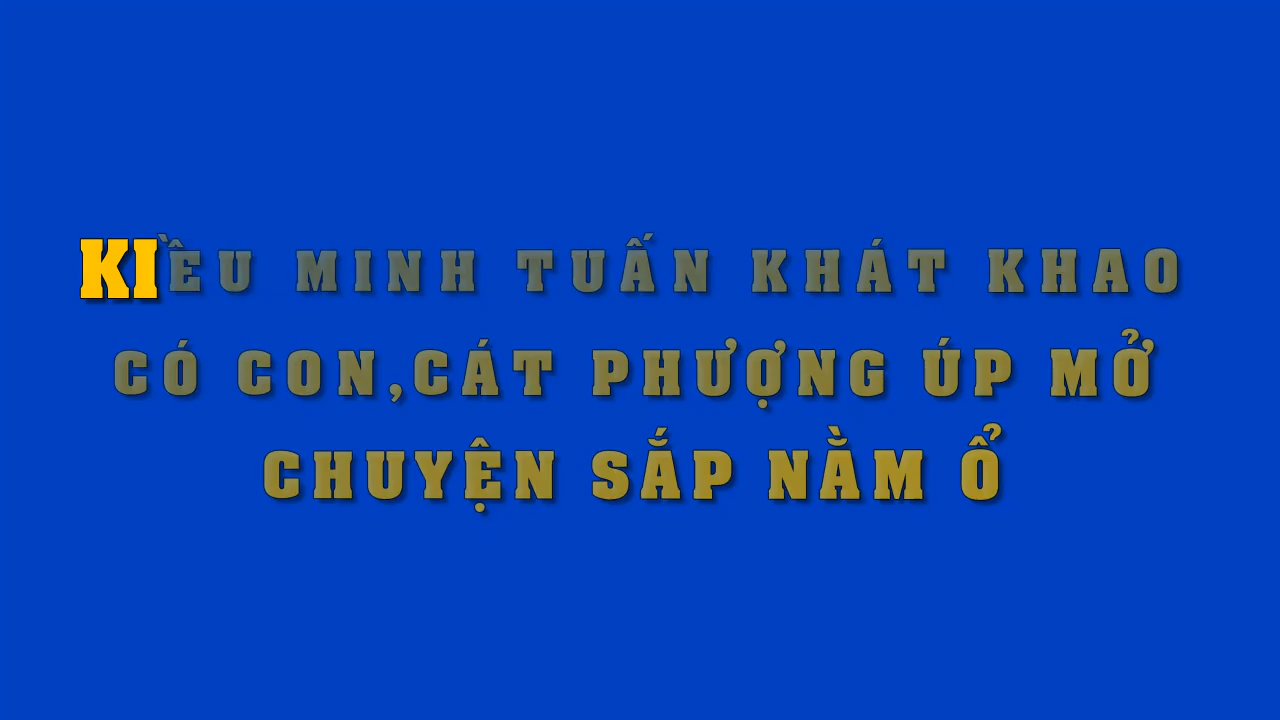 KIỀU MINH TUẤN KHÁT KHAO
CÓ CON,CÁT PHƯỢNG ÚP MỞ
CHUYỆN SẮP NẰM Ổ